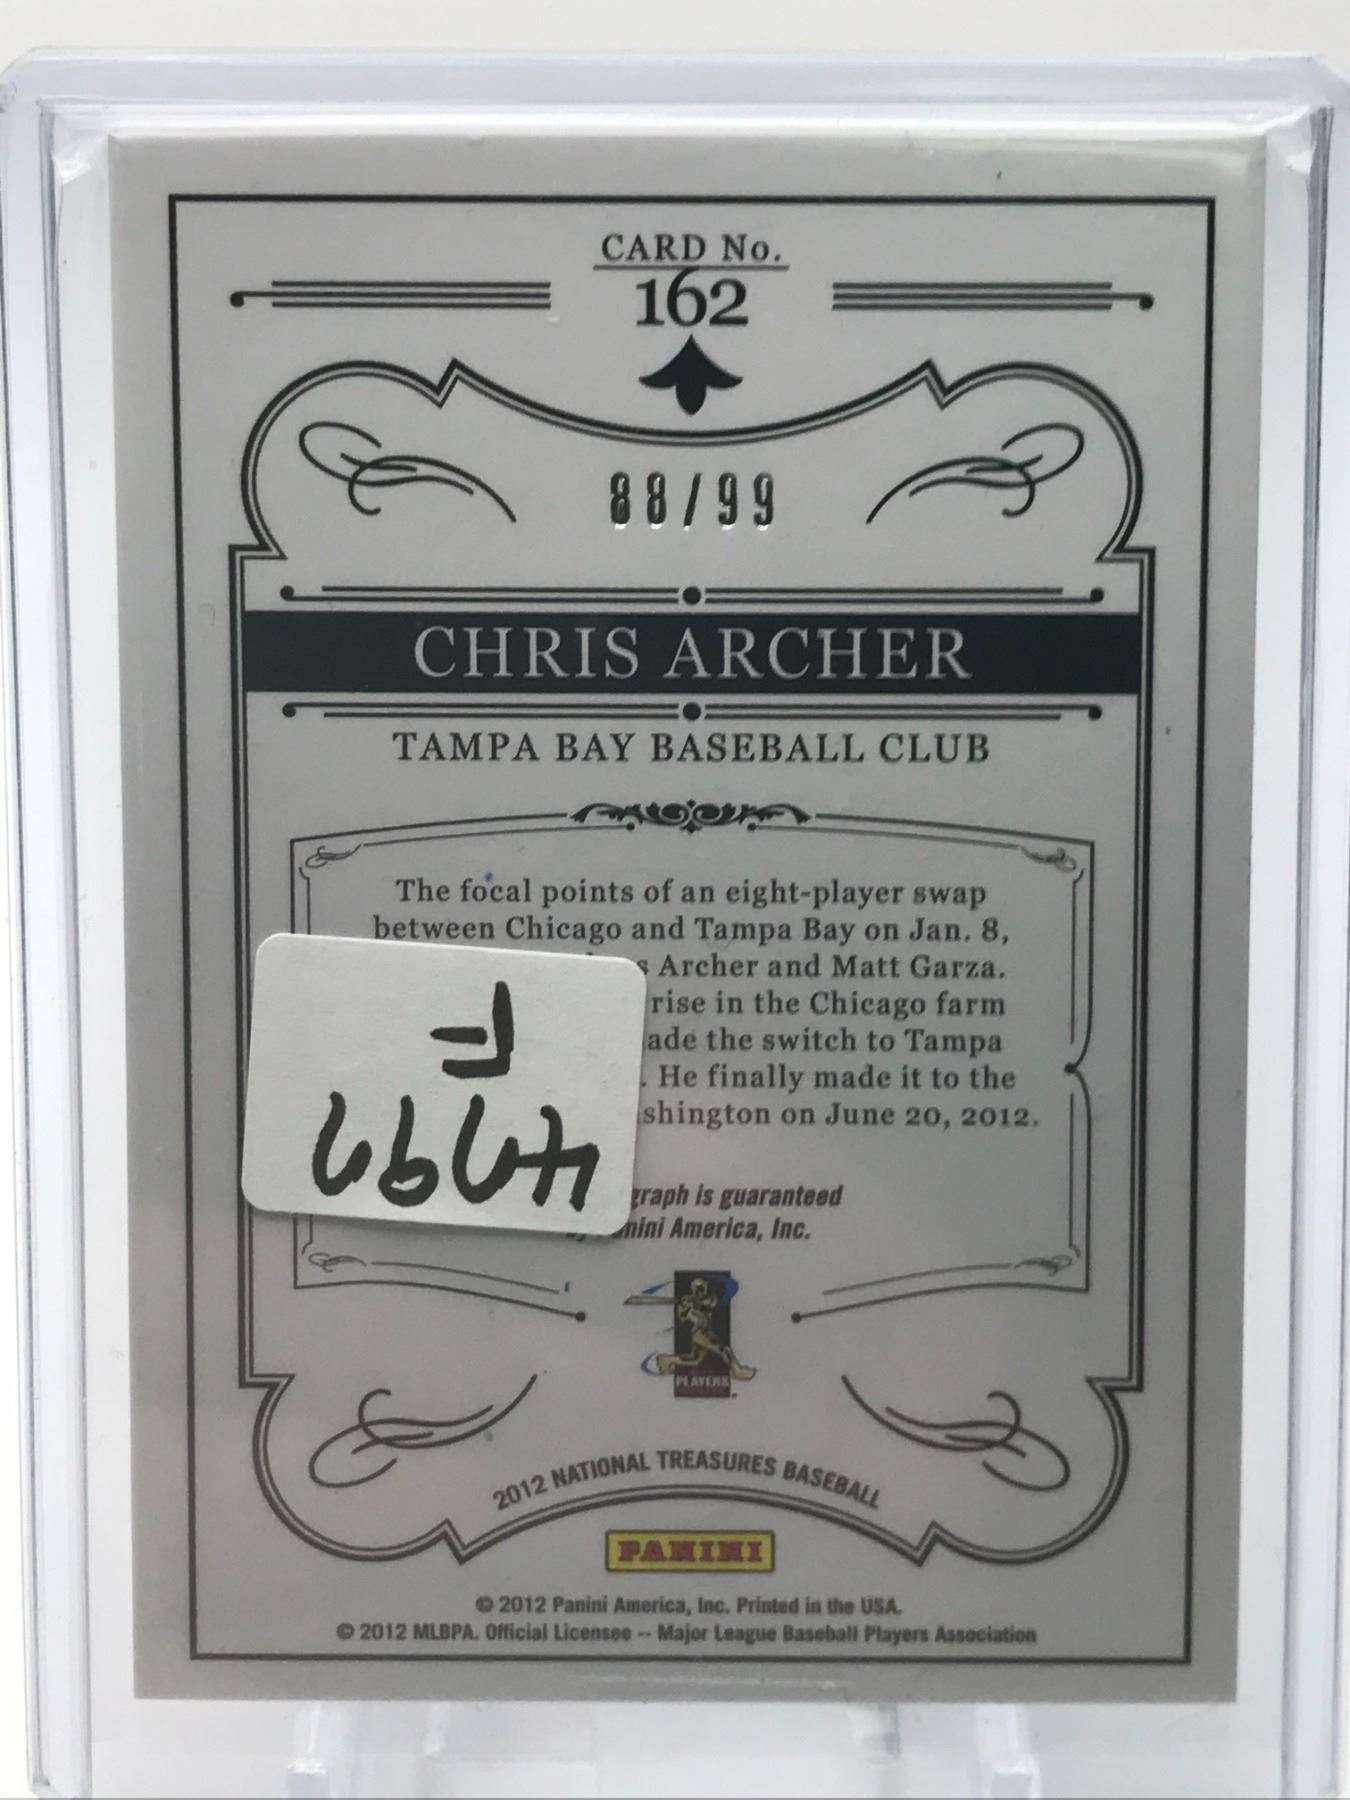 CARD No.
162
88/99
CHRIS ARCHER
TAMPA BAY BASEBALL CLUB
The focal points of an eight-player swap
between Chicago and Tampa Bay on Jan. 8,
s Archer and Matt Garza.
rise in the Chicago farm
ade the switch to Tampa
. He finally made it to the
shington on June 20, 2012.
graph is guaranteed
nini America, Inc.
PLAYERS
2012 NATIONAL TREASURES BASEBALL
PANINI
© 2012 Panini America, Inc. Printed in the USA.
© 2012 MLBPA. Official Licensee -- Major League Baseball Players Association